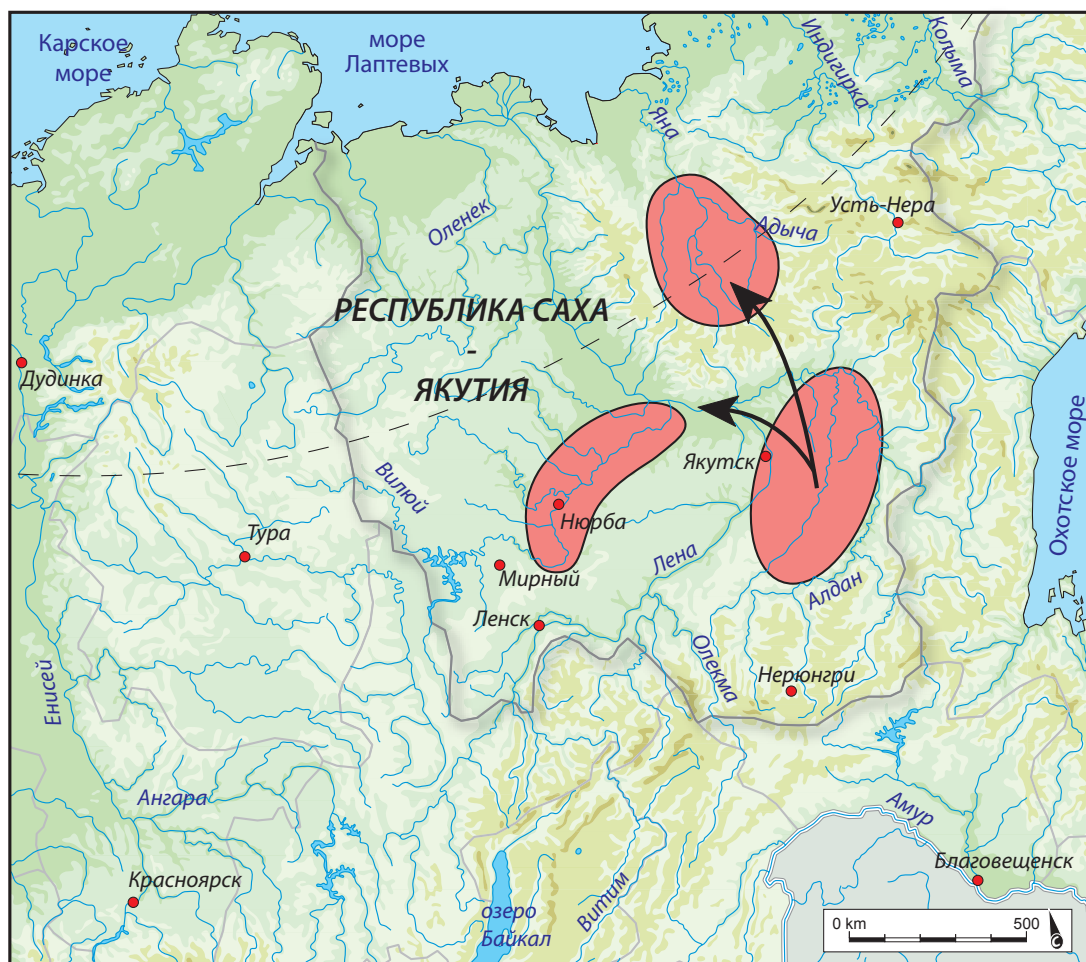 Карское
море
море
Лаптевых
Индигирка
Колыма
Яна
Оленек
Адыча
Усть-Нера
РЕСПУБЛИКА САХА
-
ЯКУТИЯ
Дудинка
Охотское море
Якутск
Вилюй
Нюрба
Тура
Мирный
Лена
Алдан
Ленск
Олекма
Нерюнгри
Енисей
Ангара
Амур
Благовещенск
Красноярск
Витим
озеро
Байкал
0 km 500